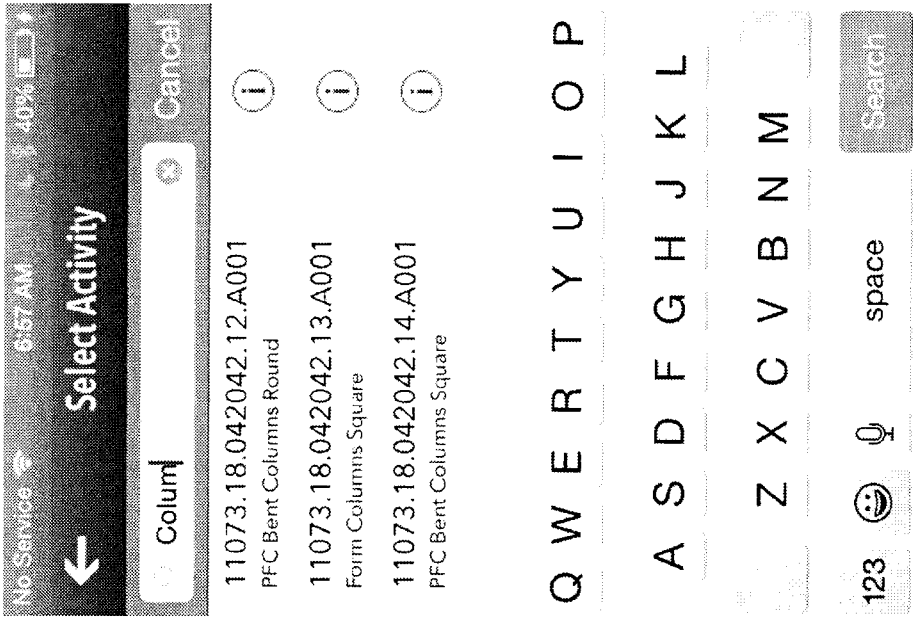 No Service 6:57 AM 40%
Select Activity
Colum Cancel
11073.18.042042.12.A001
PFC Bent Columns Round
11073.18.042042.13.A001
Form Columns Square
11073.18.042042.14.A001
PFC Bent Columns Square
Q W E R T Y U I O P
A S D F G H J K L
Z X C V B N M
123 space Search